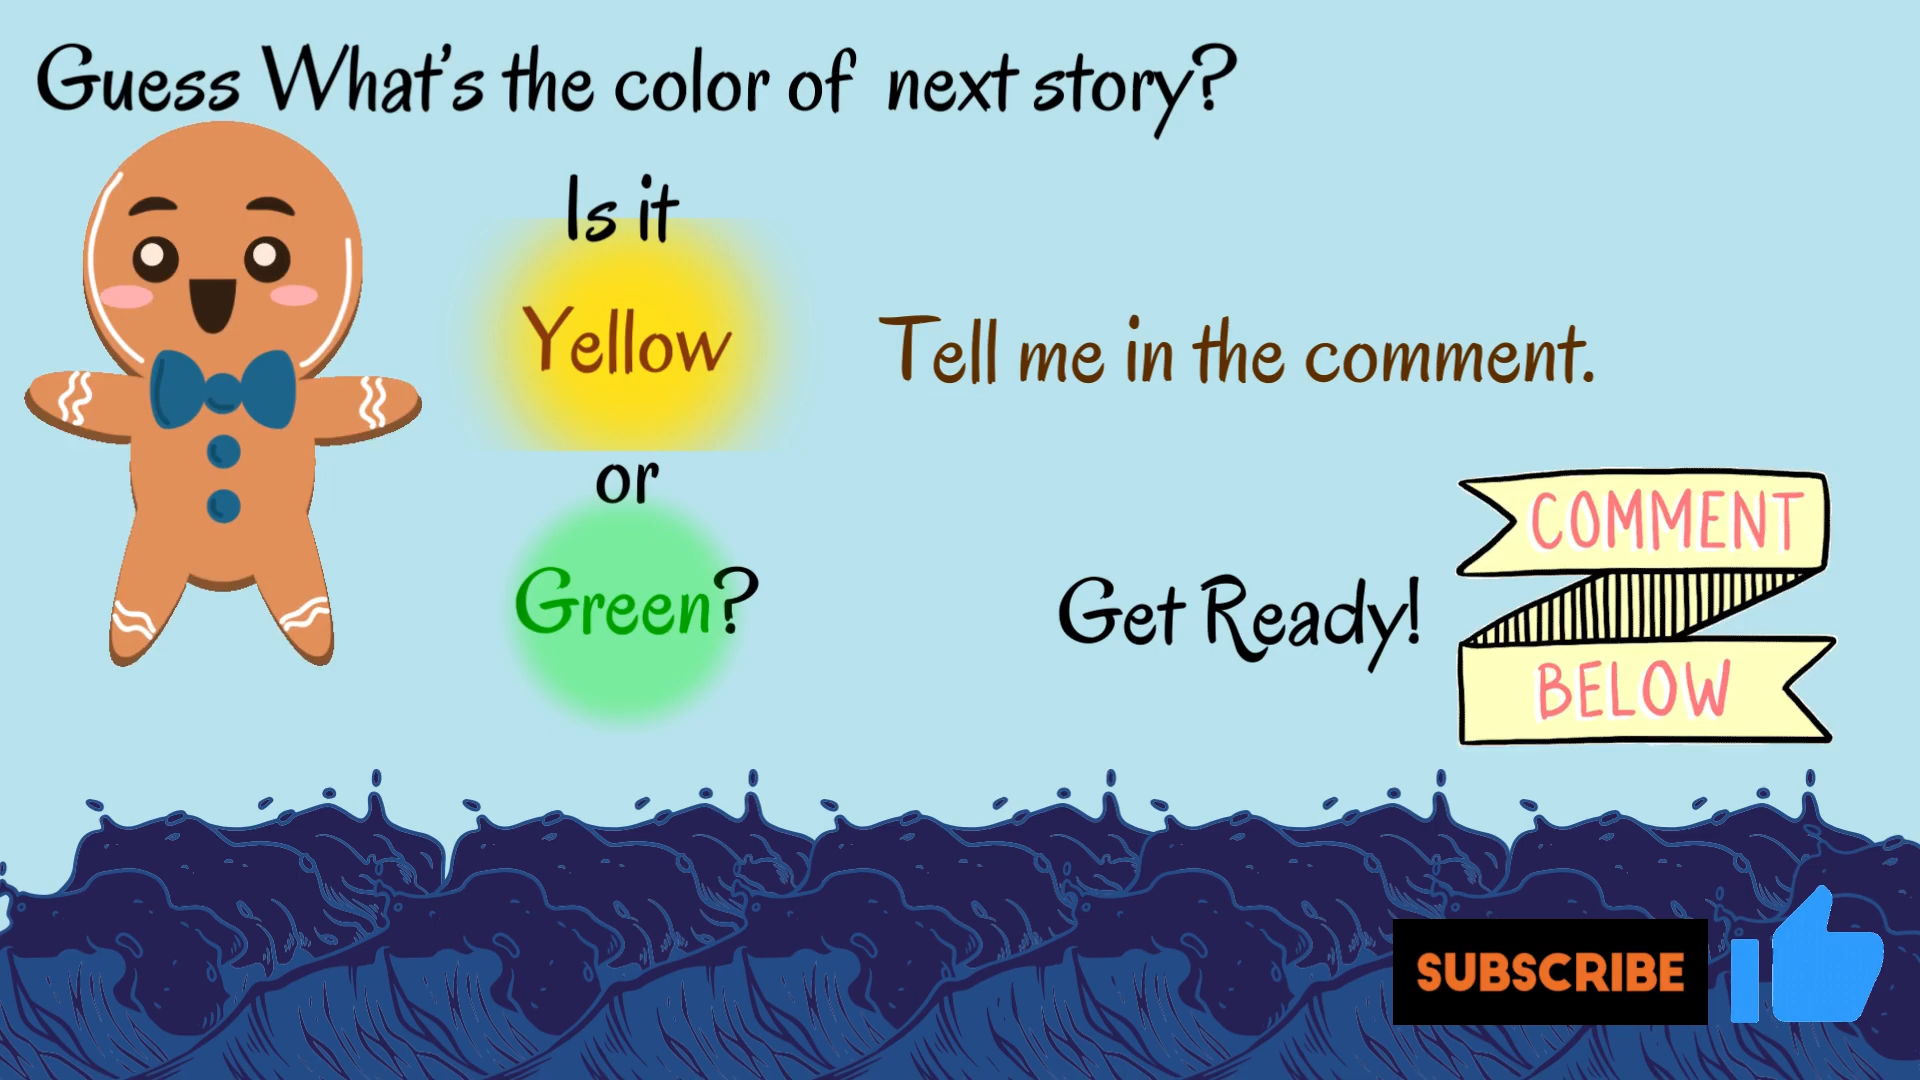 Guess What's the color of next story?
Is it
Yellow
Tell me in the comment.
or
Green?
Get Ready!
COMMENT
BELOW
SUBSCRIBE